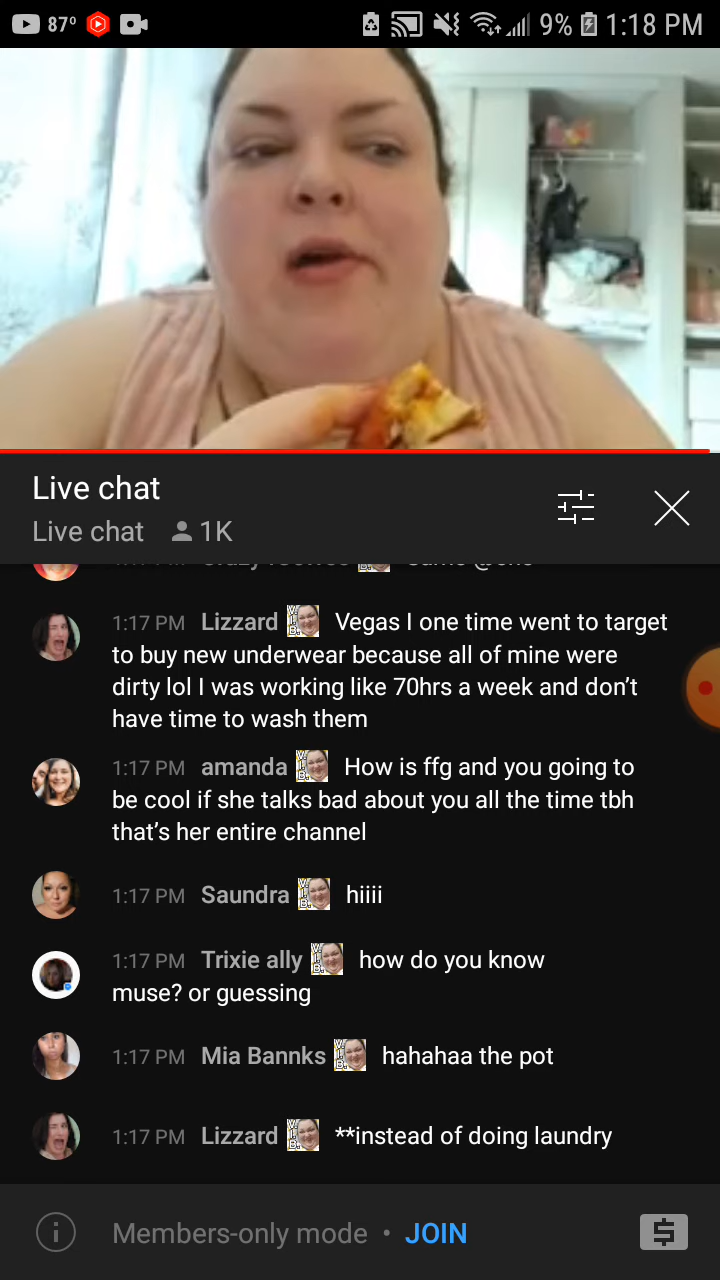 87° 9% 1:18 PM
Live chat
Live chat 1K
1:17 PM Lizzard V.I.B. Vegas I one time went to target
to buy new underwear because all of mine were
dirty lol I was working like 70hrs a week and don't
have time to wash them
1:17 PM amanda V.I.B. How is ffg and you going to
be cool if she talks bad about you all the time tbh
that's her entire channel
1:17 PM Saundra V.I.B. hiiii
1:17 PM Trixie ally V.I.B. how do you know
muse? or guessing
1:17 PM Mia Bannks V.I.B. hahahaa the pot
1:17 PM Lizzard V.I.B. **instead of doing laundry
Members-only mode • JOIN